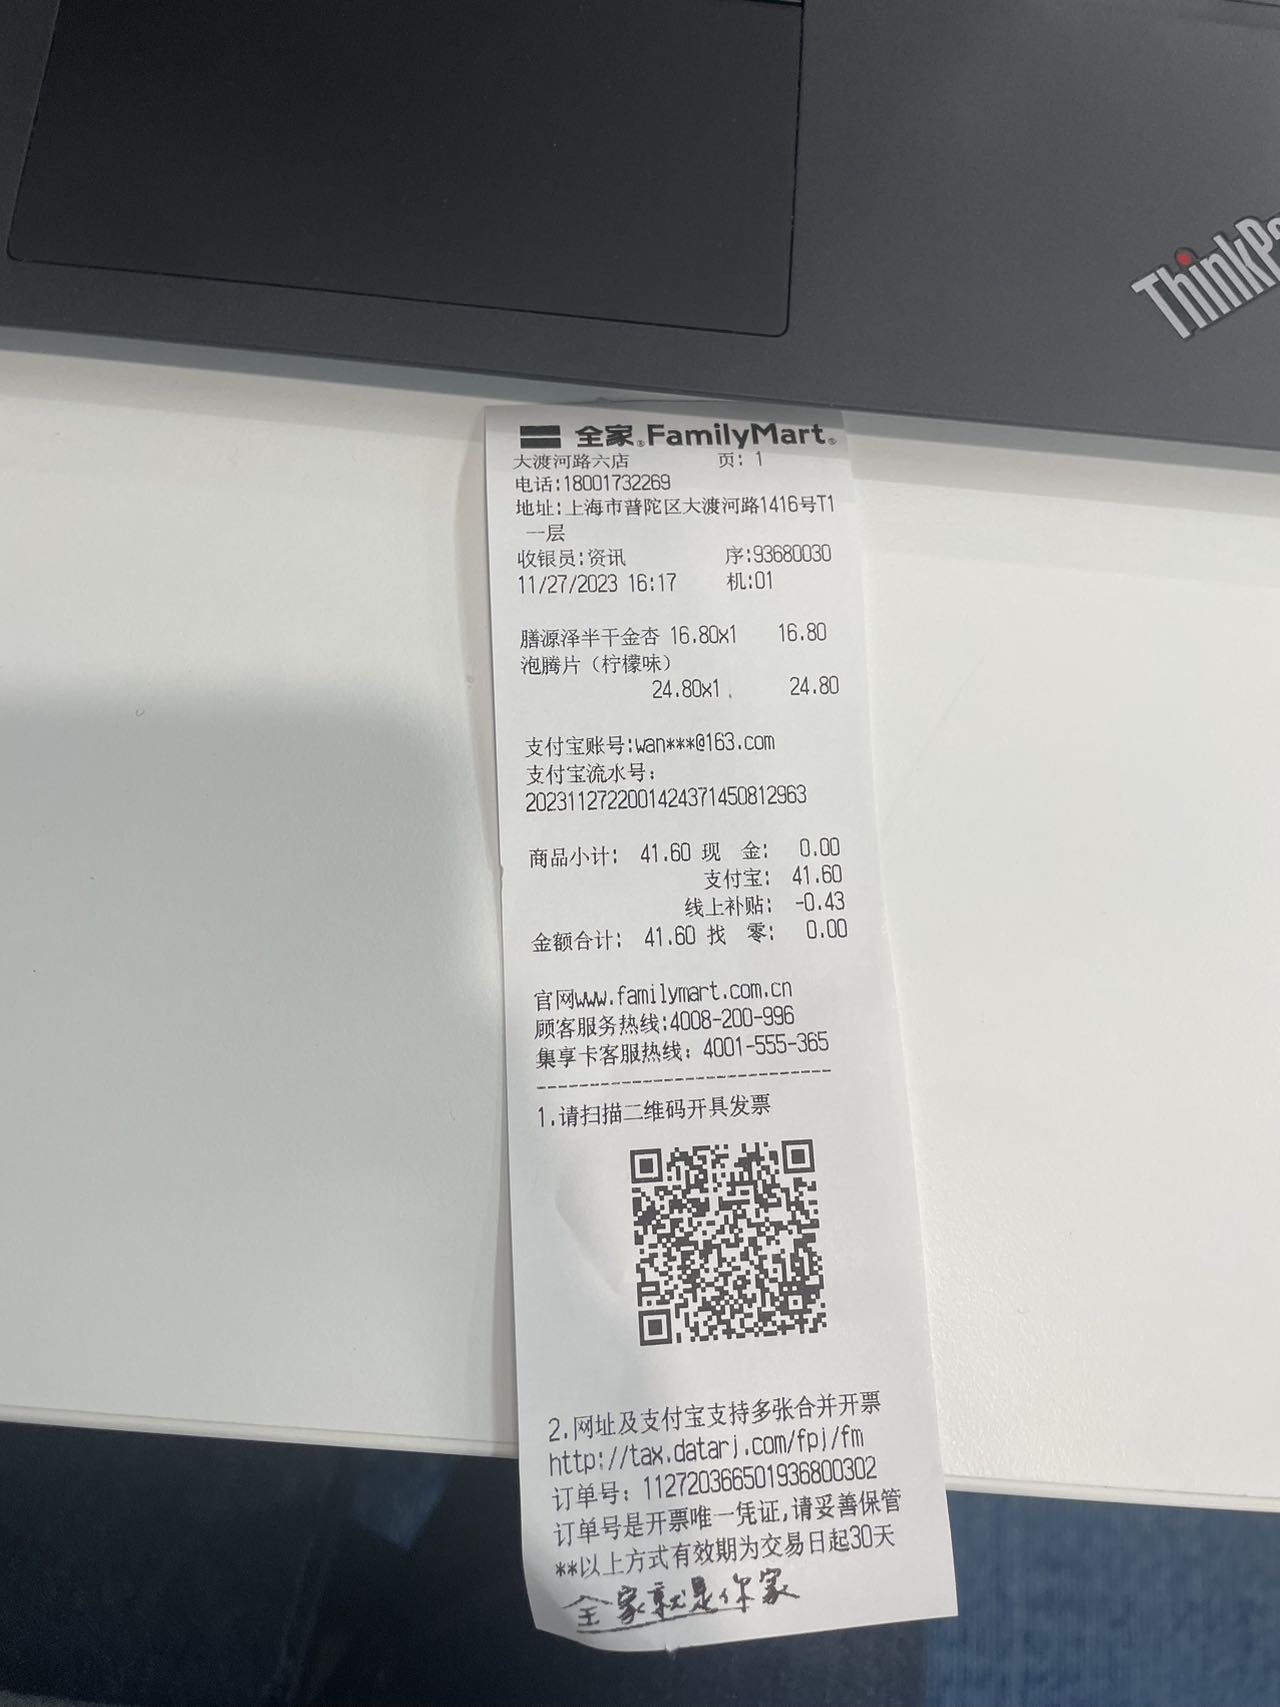 ThinkPa
全家®FamilyMart®
大渡河路六店 页: 1
电话:18001732269
地址:上海市普陀区大渡河路1416号T1
一层
收银员:资讯 序:93680030
11/27/2023 16:17 机:01
膳源泽半干金杏 16.80x1 16.80
泡腾片（柠檬味）
24.80x1 24.80
支付宝账号:wan***@163.com
支付宝流水号：
2023112722001424371450812963
商品小计： 41.60 现 金： 0.00
支付宝： 41.60
线上补贴： -0.43
金额合计： 41.60 找 零： 0.00
官网www.familymart.com.cn
顾客服务热线:4008-200-996
集享卡客服热线：4001-555-365
1.请扫描二维码开具发票
2.网址及支付宝支持多张合并开票
http://tax.datarj.com/fpj/fm
订单号：112720366501936800302
订单号是开票唯一凭证,请妥善保管
**以上方式有效期为交易日起30天
全家就是你家